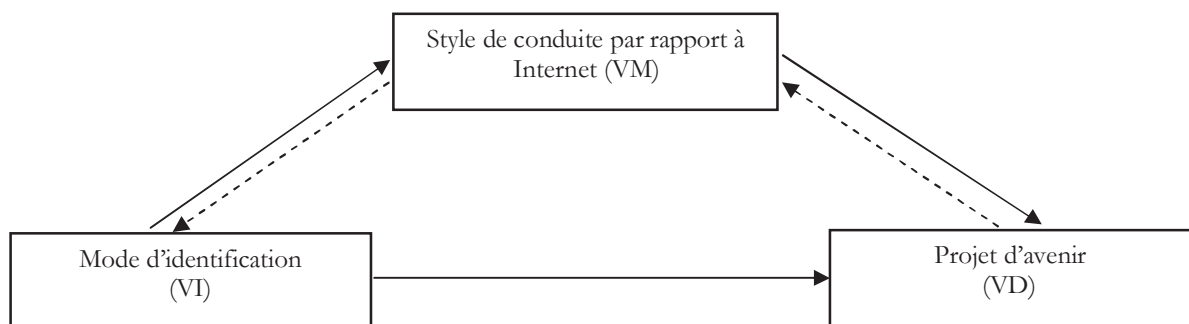 Style de conduite par rapport à
Internet (VM)
Mode d'identification
(VI)
Projet d'avenir
(VD)